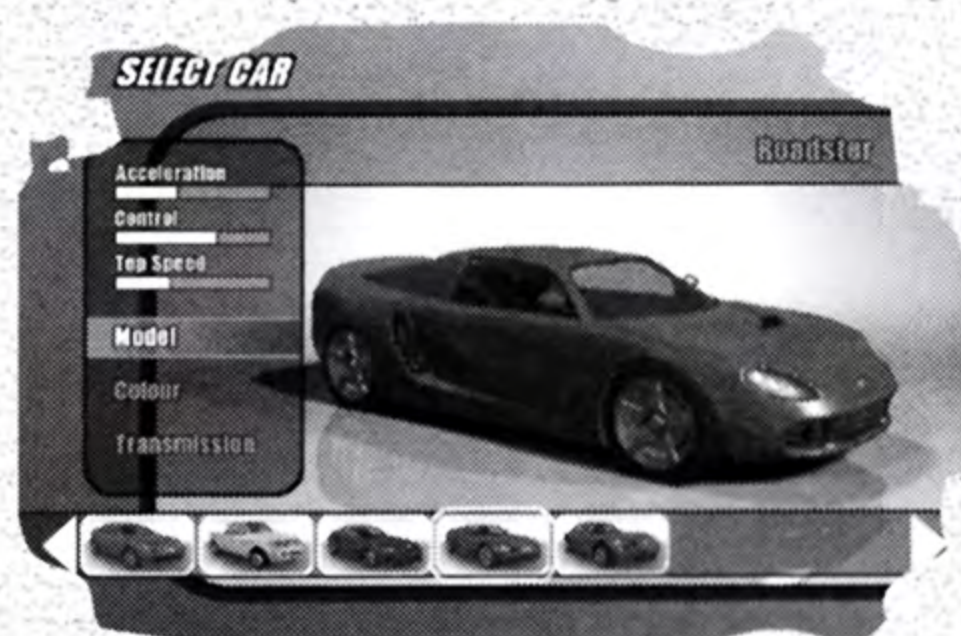 SELECT CAR
Roadster
Acceleration
Control
Top Speed
Model
Colour
Transmission